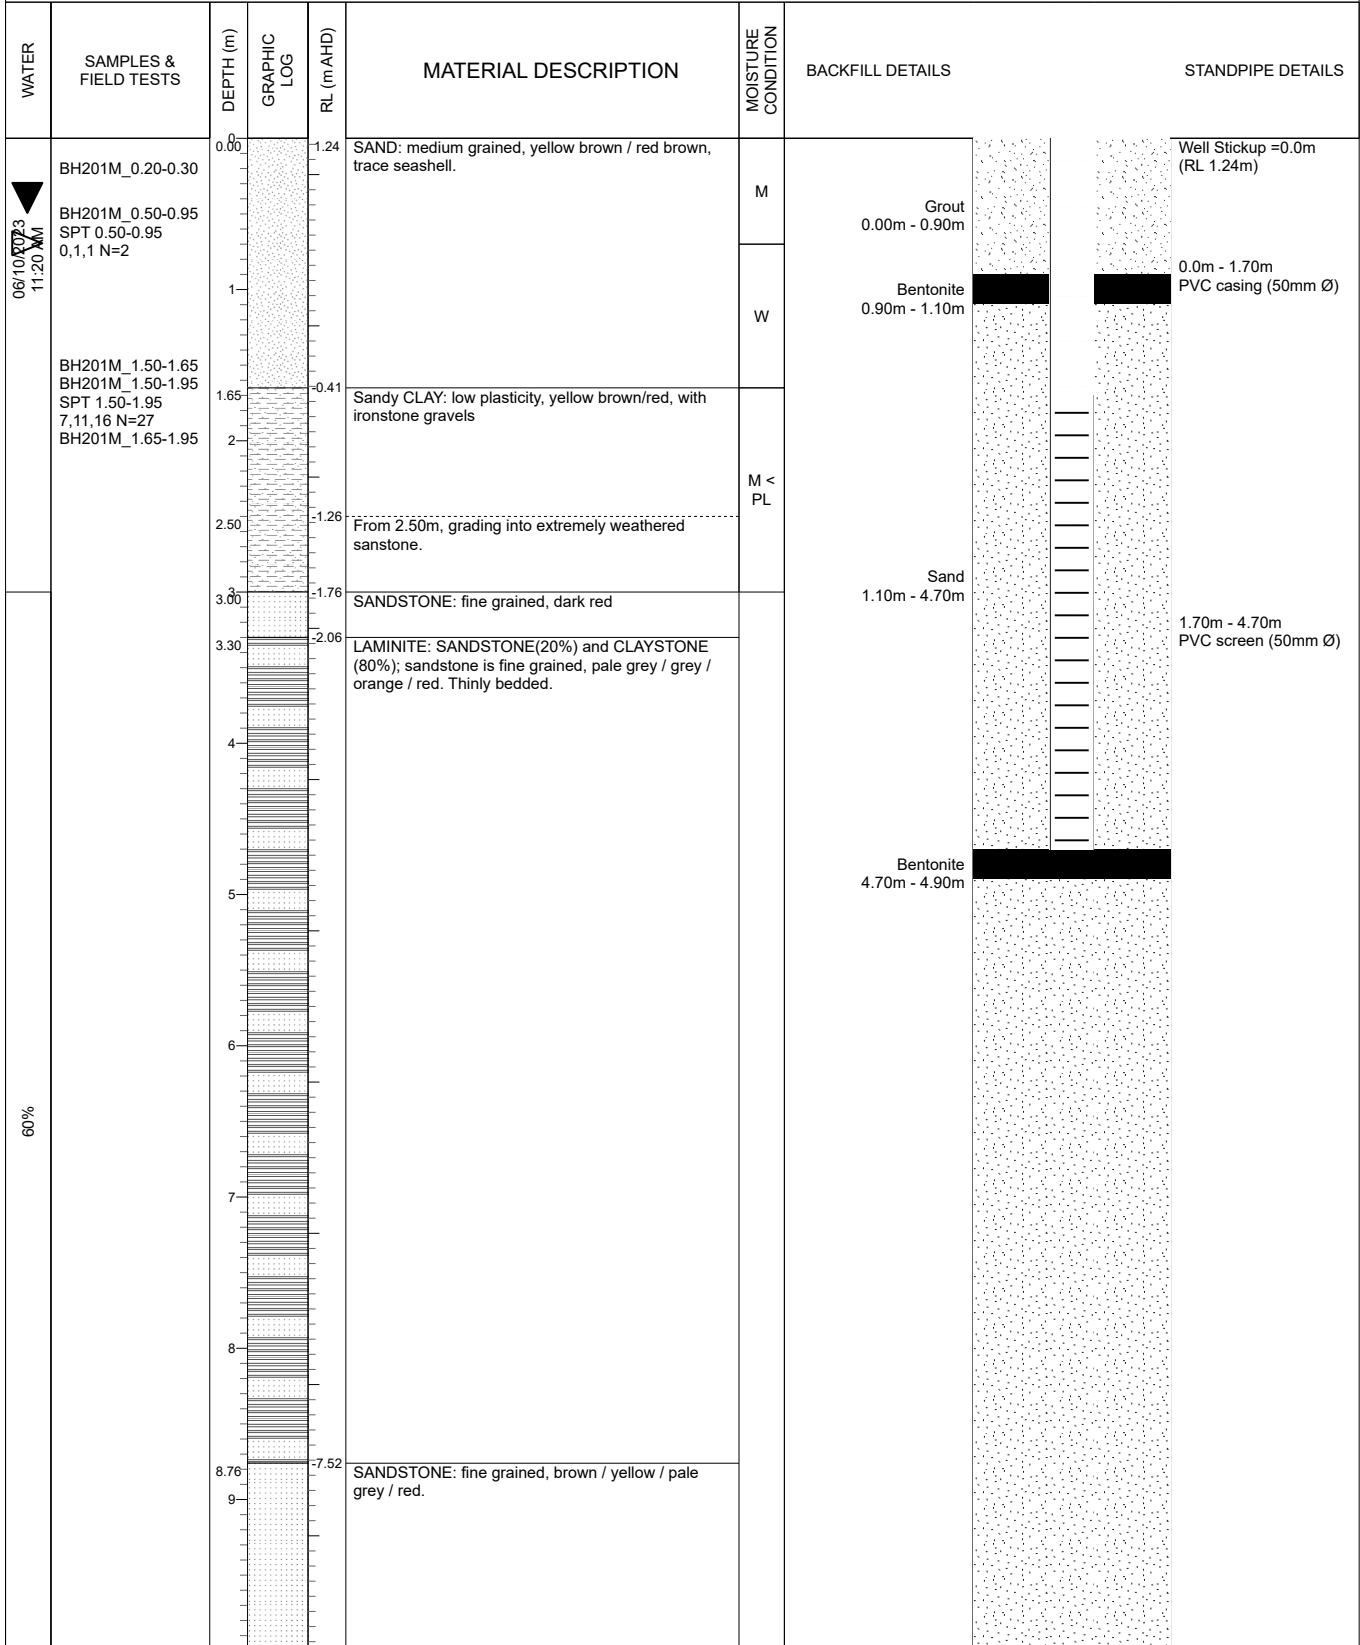 WATER
SAMPLES &
FIELD TESTS
DEPTH (m)
GRAPHIC
LOG
RL (m AHD)
MATERIAL DESCRIPTION
MOISTURE
CONDITION
BACKFILL DETAILS
STANDPIPE DETAILS
06/10/2023
11:20 AM
60%
BH201M_0.20-0.30
BH201M_0.50-0.95
SPT 0.50-0.95
0,1,1 N=2
BH201M_1.50-1.65
BH201M_1.50-1.95
SPT 1.50-1.95
7,11,16 N=27
BH201M_1.65-1.95
0
0.00
1
1.65
2
2.50
3
3.00
3.30
4
5
6
7
8
8.76
9
1.24
-0.41
-1.26
-1.76
-2.06
-7.52
SAND: medium grained, yellow brown / red brown,
trace seashell.
Sandy CLAY: low plasticity, yellow brown/red, with
ironstone gravels
From 2.50m, grading into extremely weathered
sanstone.
SANDSTONE: fine grained, dark red
LAMINITE: SANDSTONE(20%) and CLAYSTONE
(80%); sandstone is fine grained, pale grey / grey /
orange / red. Thinly bedded.
SANDSTONE: fine grained, brown / yellow / pale
grey / red.
M
W
M <
PL
Grout
0.00m - 0.90m
Bentonite
0.90m - 1.10m
Sand
1.10m - 4.70m
Bentonite
4.70m - 4.90m
Well Stickup =0.0m
(RL 1.24m)
0.0m - 1.70m
PVC casing (50mm Ø)
1.70m - 4.70m
PVC screen (50mm Ø)